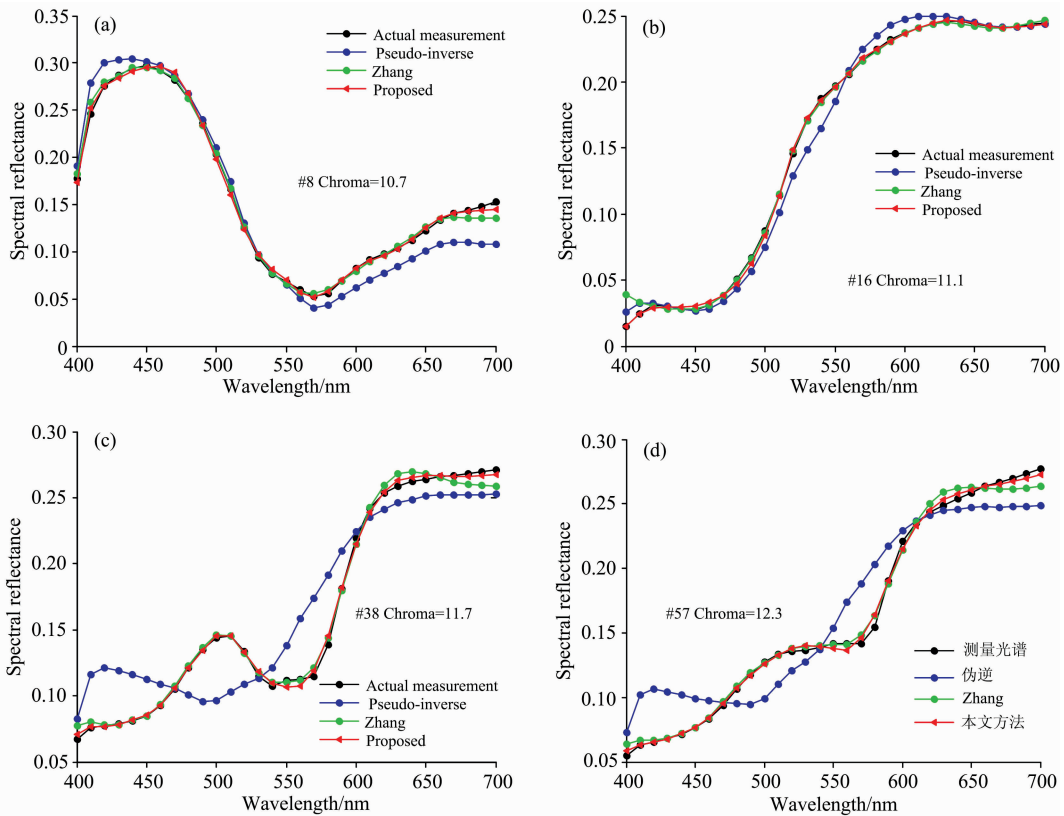 (a)
0.35
0.30
0.25
0.20
0.15
0.10
0.05
0
Spectral reflectance
Actual measurement
Pseudo-inverse
Zhang
Proposed
#8 Chroma=10.7
400 450 500 550 600 650 700
Wavelength/nm
(b)
0.25
0.20
0.15
0.10
0.05
0
Spectral reflectance
Actual measurement
Pseudo-inverse
Zhang
Proposed
#16 Chroma=11.1
400 450 500 550 600 650 700
Wavelength/nm
(c)
0.30
0.25
0.20
0.15
0.10
0.05
Spectral reflectance
#38 Chroma=11.7
Actual measurement
Pseudo-inverse
Zhang
Proposed
400 450 500 550 600 650 700
Wavelength/nm
(d)
0.30
0.25
0.20
0.15
0.10
0.05
Spectral reflectance
#57 Chroma=12.3
测量光谱
伪逆
Zhang
本文方法
400 450 500 550 600 650 700
Wavelength/nm